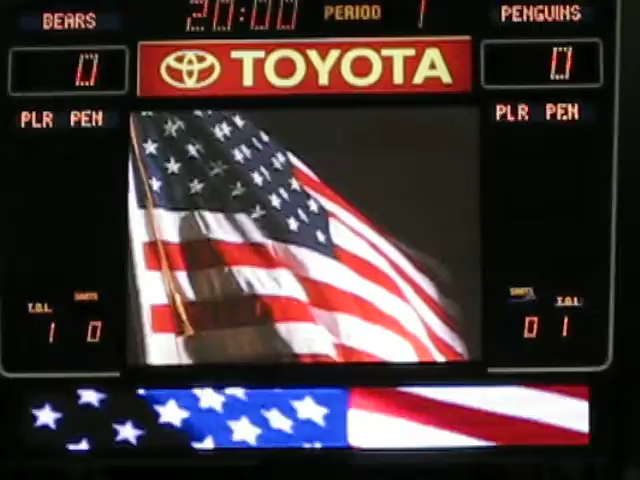 BEARS 20:00 PERIOD 1 PENGUINS
0 TOYOTA 0
PLR PEN PLR PEN
T.O.L. SHOTS SHOTS T.O.L.
1 0 0 1